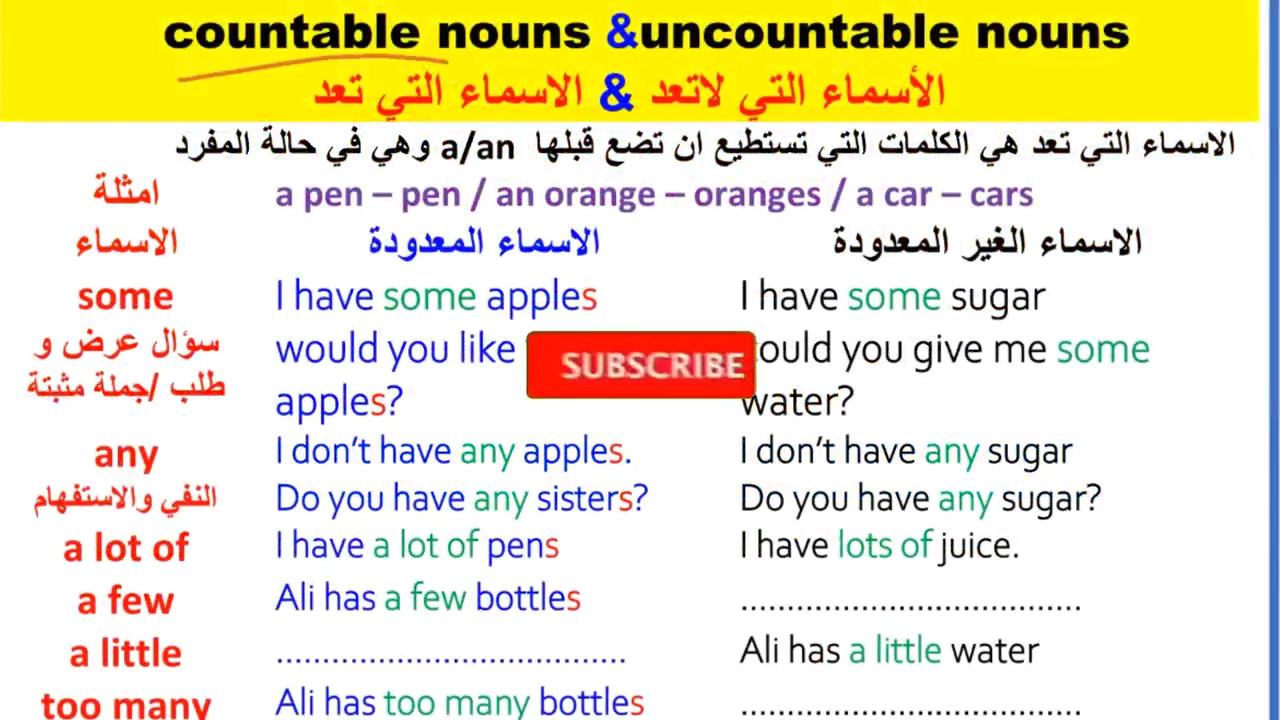 countable nouns &uncountable nouns
الأسماء التي لاتعد & الاسماء التي تعد
الاسماء التي تعد هي الكلمات التي تستطيع ان تضع قبلها a/an وهي في حالة المفرد
امثلة a pen – pen / an orange – oranges / a car – cars
الاسماء الاسماء المعدودة الاسماء الغير المعدودة
some I have some apples I have some sugar
سؤال عرض و would you like ould you give me some
طلب /جملة مثبتة apples? water?
SUBSCRIBE
any I don't have any apples. I don't have any sugar
النفي والاستفهام Do you have any sisters? Do you have any sugar?
a lot of I have a lot of pens I have lots of juice.
a few Ali has a few bottles ....................................
a little ..................................... Ali has a little water
too many Ali has too many bottles ....................................